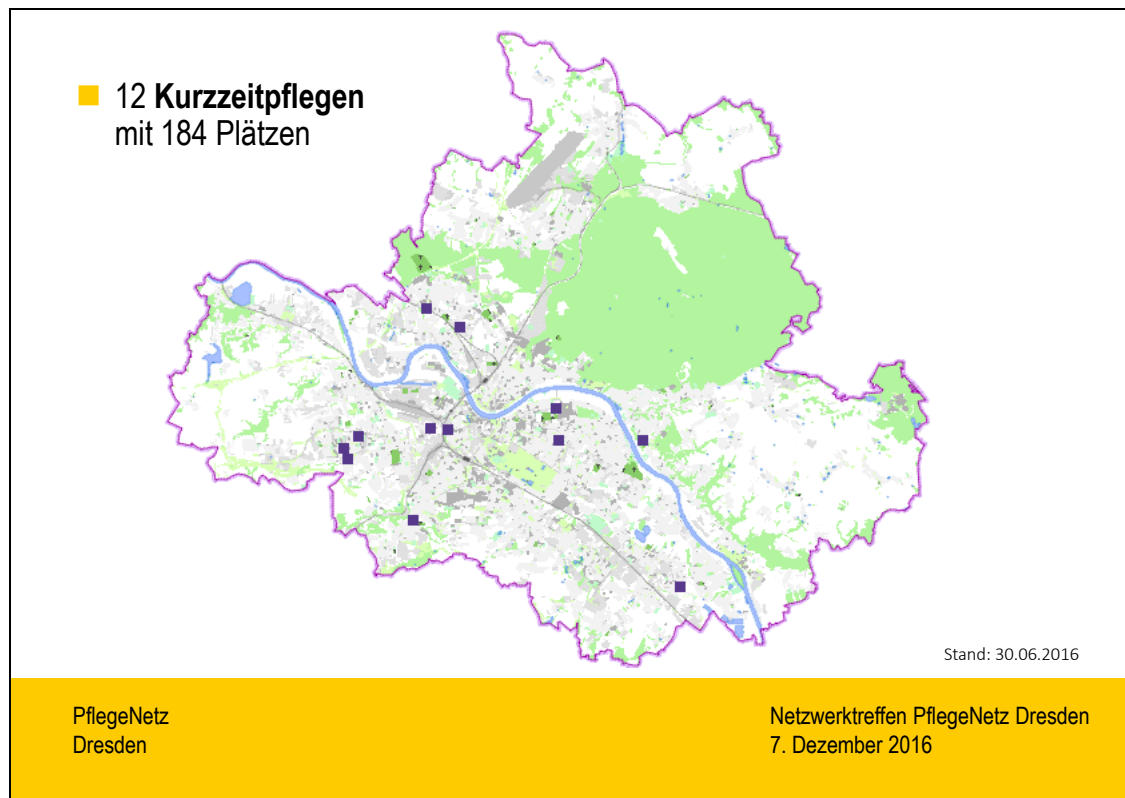 12 Kurzzeitpflegen
mit 184 Plätzen
Stand: 30.06.2016
PflegeNetz
Dresden
Netzwerktreffen PflegeNetz Dresden
7. Dezember 2016